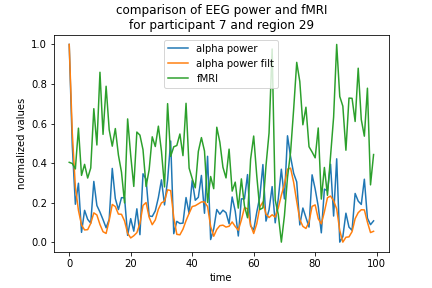 comparison of EEG power and fMRI
for participant 7 and region 29
alpha power
alpha power filt
fMRI
1.0
0.8
0.6
0.4
0.2
0.0
normalized values
0 20 40 60 80 100
time